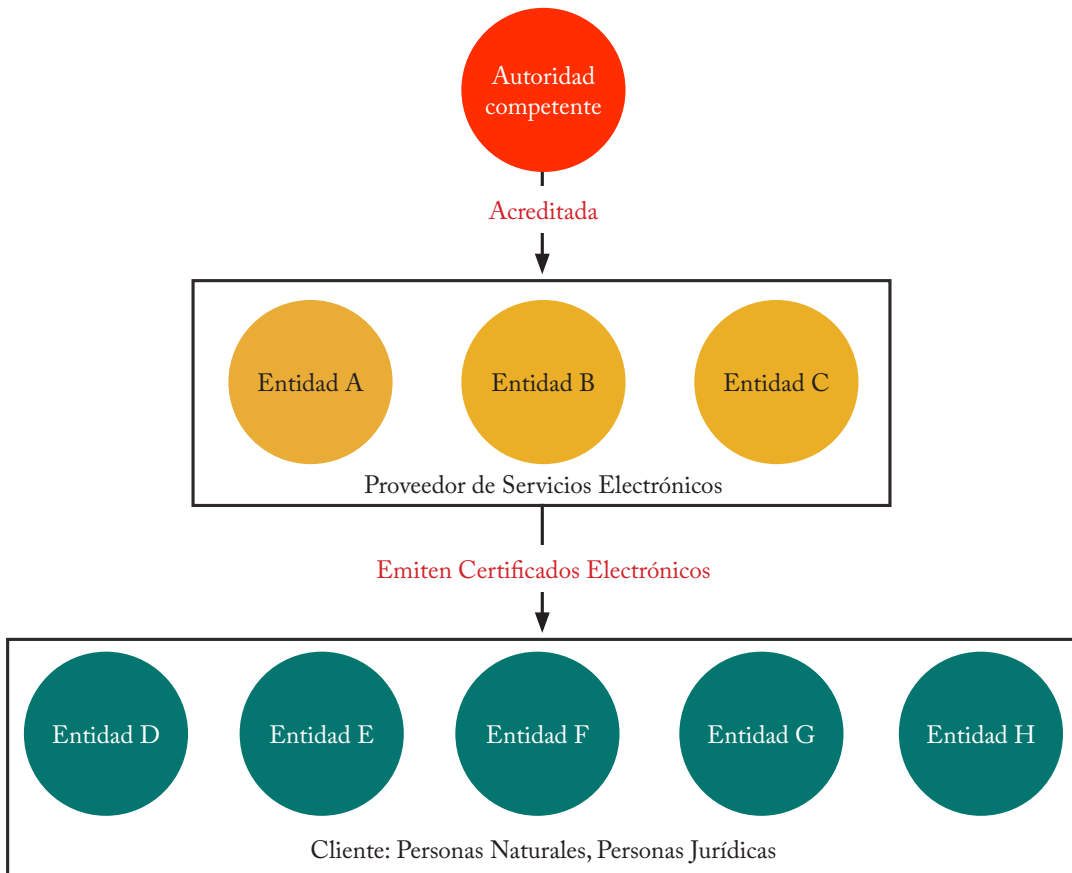 Autoridad
competente
Acreditada
Entidad A
Entidad B
Entidad C
Proveedor de Servicios Electrónicos
Emiten Certificados Electrónicos
Entidad D
Entidad E
Entidad F
Entidad G
Entidad H
Cliente: Personas Naturales, Personas Jurídicas